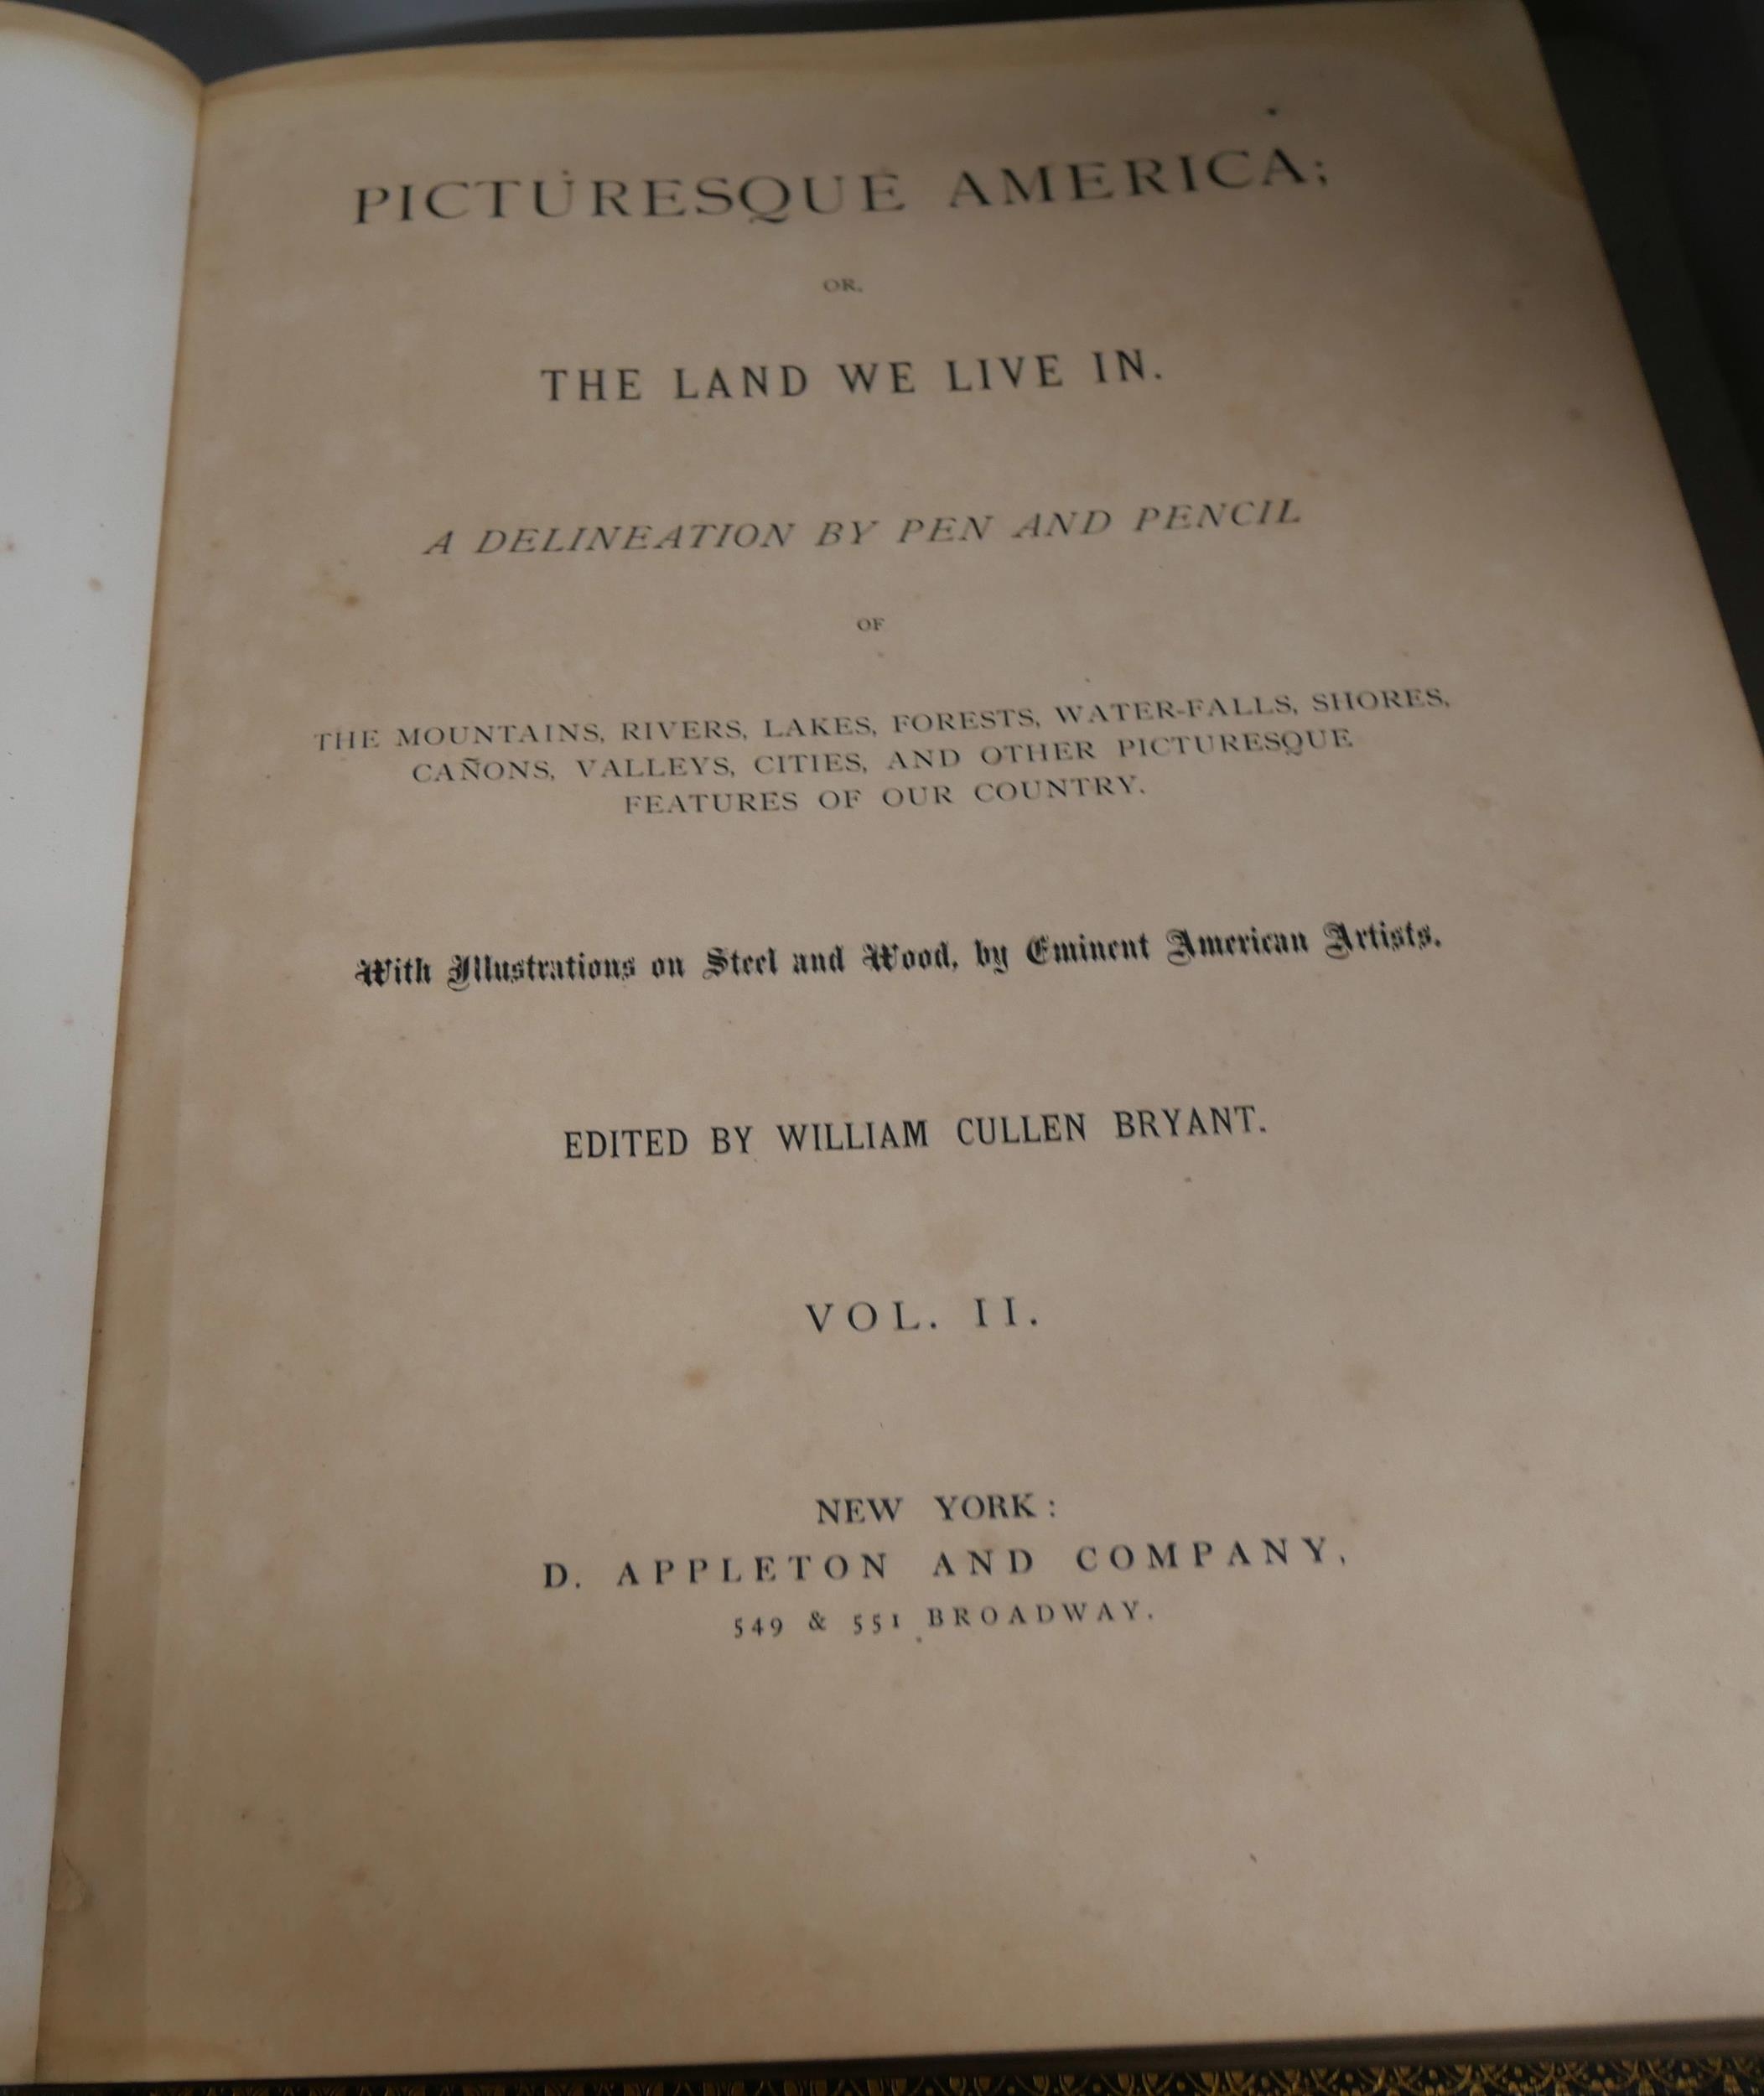 PICTURESQUE AMERICA;
OR,
THE LAND WE LIVE IN.
A DELINEATION BY PEN AND PENCIL
OF
THE MOUNTAINS, RIVERS, LAKES, FORESTS, WATER-FALLS, SHORES,
CAÑONS, VALLEYS, CITIES, AND OTHER PICTURESQUE
FEATURES OF OUR COUNTRY.
With Illustrations on Steel and Wood, by Eminent American Artists.
EDITED BY WILLIAM CULLEN BRYANT.
VOL. II.
NEW YORK:
D. APPLETON AND COMPANY,
549 & 551 BROADWAY.